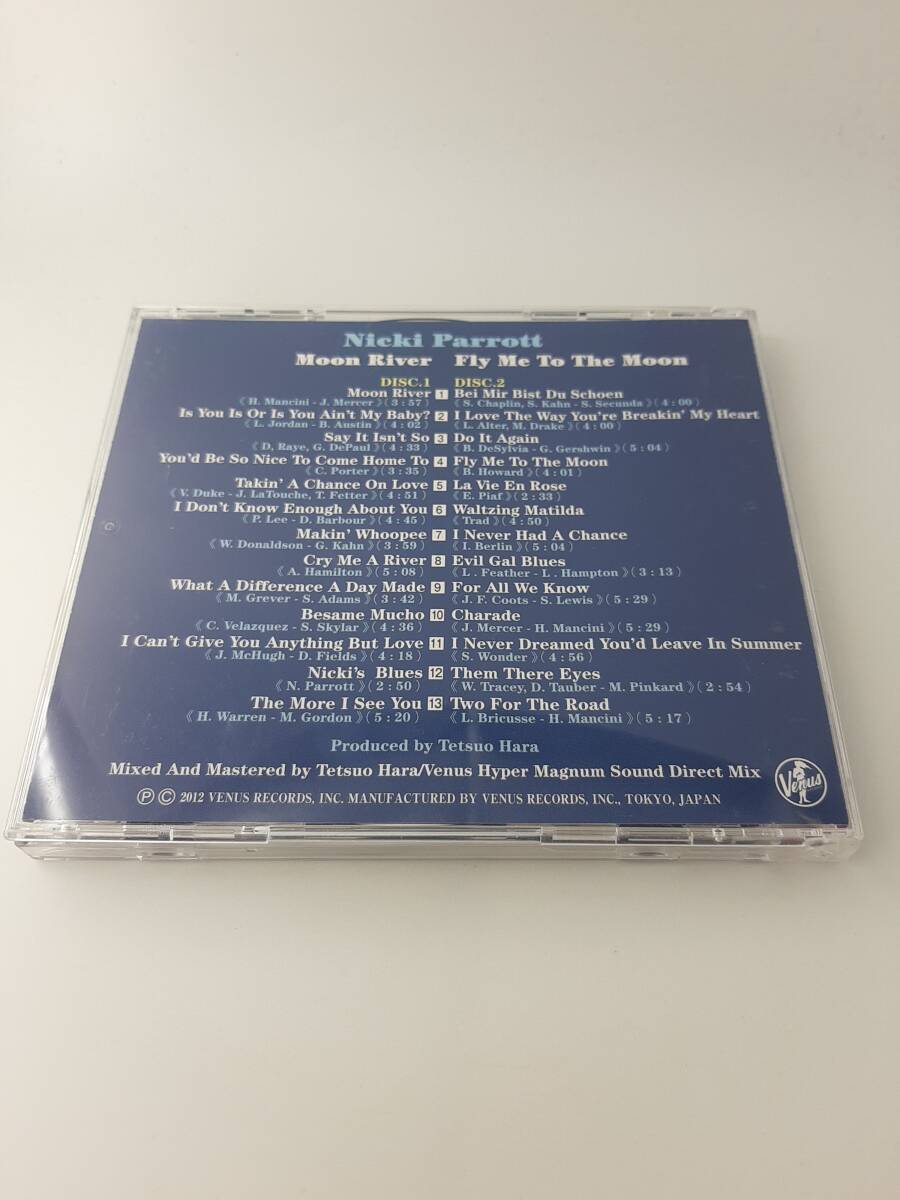 Nicki Parrott
Moon River Fly Me To The Moon
DISC.1 DISC.2
Moon River 1 Bei Mir Bist Du Schoen
《H. Mancini - J. Mercer》(3:57) 《S. Chaplin, S. Kahn - S. Secunda》(4:00)
Is You Is Or Is You Ain't My Baby? 2 I Love The Way You're Breakin' My Heart
《L. Jordan - B. Austin》(4:02) 《L. Alter, M. Drake》(4:00)
Say It Isn't So 3 Do It Again
《D, Raye, G. DePaul》(4:33) 《B. DeSylvia - G. Gershwin》(5:04)
You'd Be So Nice To Come Home To 4 Fly Me To The Moon
《C. Porter》(3:35) 《B. Howard》(4:01)
Takin' A Chance On Love 5 La Vie En Rose
《V. Duke - J. LaTouche, T. Fetter》(4:51) 《E. Piaf》(2:33)
I Don't Know Enough About You 6 Waltzing Matilda
《P. Lee - D. Barbour》(4:45) 《Trad》(4:50)
Makin' Whoopee 7 I Never Had A Chance
《W. Donaldson - G. Kahn》(3:59) 《I. Berlin》(5:04)
Cry Me A River 8 Evil Gal Blues
《A. Hamilton》(5:08) 《L. Feather - L. Hampton》(3:13)
What A Difference A Day Made 9 For All We Know
《M. Grever - S. Adams》(3:42) 《J. F. Coots - S. Lewis》(5:29)
Besame Mucho 10 Charade
《C. Velazquez - S. Skylar》(4:36) 《J. Mercer - H. Mancini》(5:29)
I Can't Give You Anything But Love 11 I Never Dreamed You'd Leave In Summer
《J. McHugh - D. Fields》(4:18) 《S. Wonder》(4:56)
Nicki's Blues 12 Them There Eyes
《N. Parrott》(2:50) 《W. Tracey, D. Tauber - M. Pinkard》(2:54)
The More I See You 13 Two For The Road
《H. Warren - M. Gordon》(5:20) 《L. Bricusse - H. Mancini》(5:17)
Produced by Tetsuo Hara
Mixed And Mastered by Tetsuo Hara/Venus Hyper Magnum Sound Direct Mix
Venus
Ⓟ Ⓒ 2012 VENUS RECORDS, INC. MANUFACTURED BY VENUS RECORDS, INC., TOKYO, JAPAN